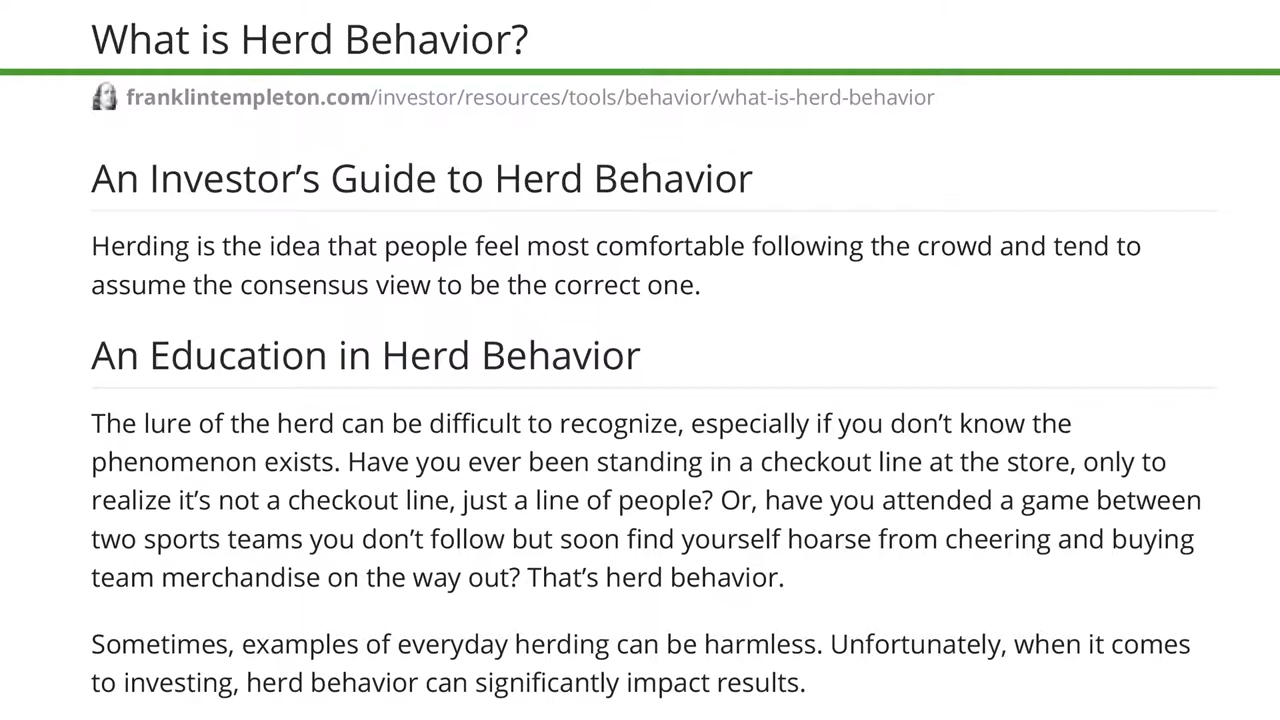 What is Herd Behavior?
franklintempleton.com/investor/resources/tools/behavior/what-is-herd-behavior
An Investor’s Guide to Herd Behavior
Herding is the idea that people feel most comfortable following the crowd and tend to
assume the consensus view to be the correct one.
An Education in Herd Behavior
The lure of the herd can be difficult to recognize, especially if you don’t know the
phenomenon exists. Have you ever been standing in a checkout line at the store, only to
realize it’s not a checkout line, just a line of people? Or, have you attended a game between
two sports teams you don’t follow but soon find yourself hoarse from cheering and buying
team merchandise on the way out? That’s herd behavior.
Sometimes, examples of everyday herding can be harmless. Unfortunately, when it comes
to investing, herd behavior can significantly impact results.